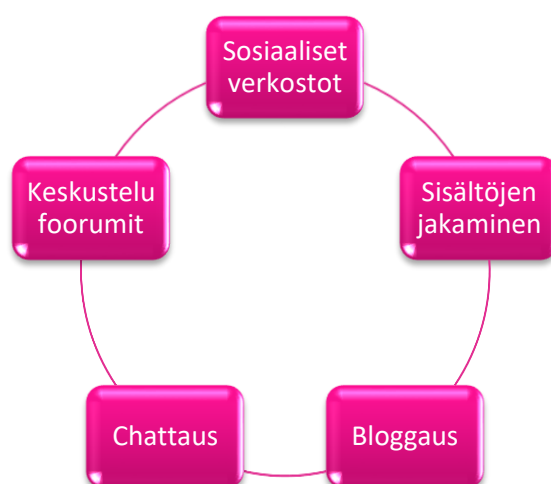 Sosiaaliset
verkostot
Sisältöjen
jakaminen
Bloggaus
Chattaus
Keskustelu
foorumit